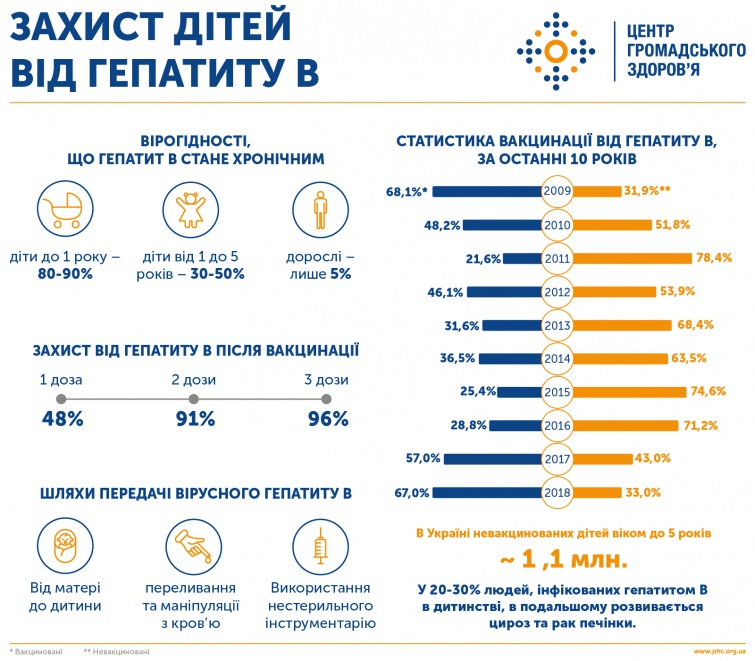 ЗАХИСТ ДІТЕЙ
ВІД ГЕПАТИТУ В
ЦЕНТР
ГРОМАДСЬКОГО
ЗДОРОВ’Я
ВІРОГІДНОСТІ,
ЩО ГЕПАТИТ В СТАНЕ ХРОНІЧНИМ
діти до 1 року –
80-90%
діти від 1 до 5
років – 30-50%
дорослі –
лише 5%
ЗАХИСТ ВІД ГЕПАТИТУ В ПІСЛЯ ВАКЦИНАЦІЇ
1 доза 2 дози 3 дози
48% 91% 96%
ШЛЯХИ ПЕРЕДАЧІ ВІРУСНОГО ГЕПАТИТУ В
Від матері
до дитини
переливання
та маніпуляції
з кров’ю
Використання
нестерильного
інструментарію
СТАТИСТИКА ВАКЦИНАЦІЇ ВІД ГЕПАТИТУ В,
ЗА ОСТАННІ 10 РОКІВ
68,1%* 2009 31,9%**
48,2% 2010 51,8%
21,6% 2011 78,4%
46,1% 2012 53,9%
31,6% 2013 68,4%
36,5% 2014 63,5%
25,4% 2015 74,6%
28,8% 2016 71,2%
57,0% 2017 43,0%
67,0% 2018 33,0%
В Україні невакцинованих дітей віком до 5 років
~ 1 ,1 млн.
У 20-30% людей, інфікованих гепатитом В
в дитинстві, в подальшому розвивається
цироз та рак печінки.
* Вакциновані ** Невакциновані
www.phc.org.ua